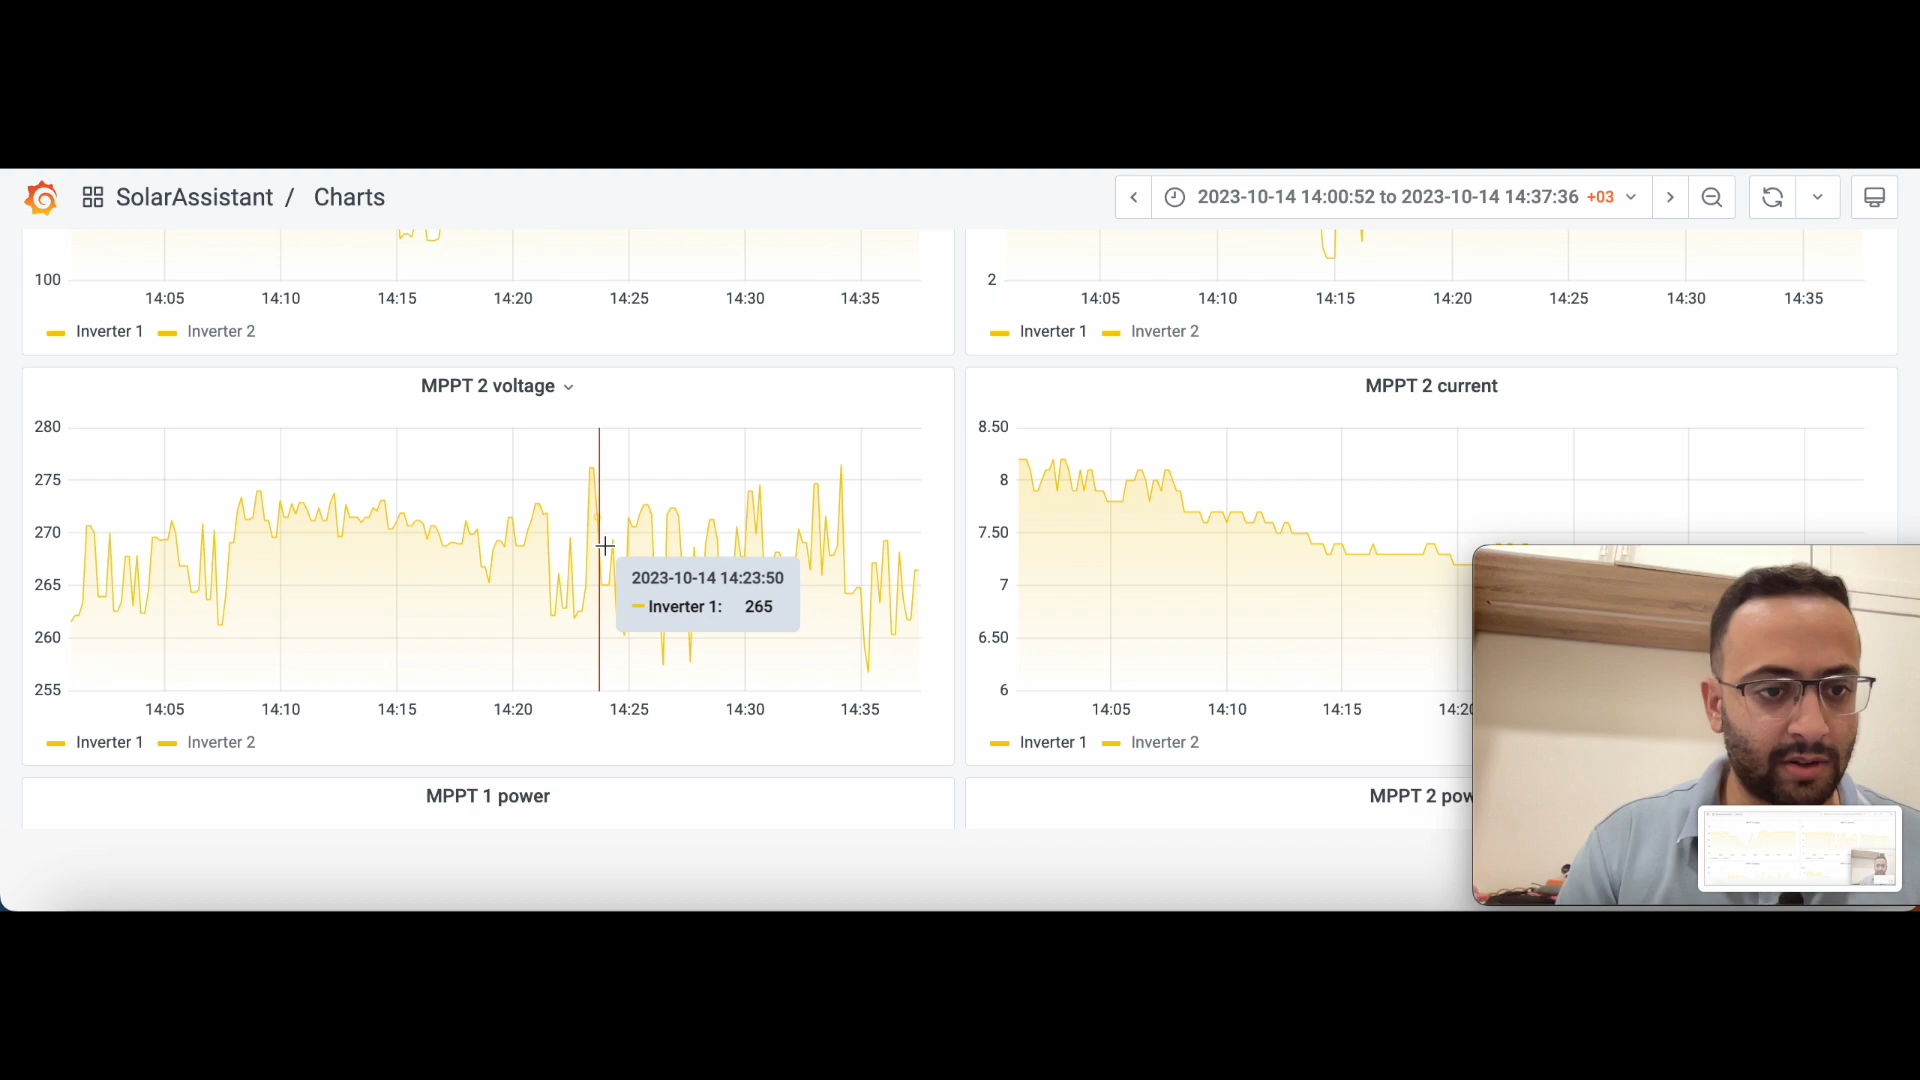 SolarAssistant / Charts
2023-10-14 14:00:52 to 2023-10-14 14:37:36 +03
100
14:05 14:10 14:15 14:20 14:25 14:30 14:35
Inverter 1 Inverter 2
2
14:05 14:10 14:15 14:20 14:25 14:30 14:35
Inverter 1 Inverter 2
MPPT 2 voltage
280
275
270
265
260
255
14:05 14:10 14:15 14:20 14:25 14:30 14:35
2023-10-14 14:23:50
Inverter 1: 265
Inverter 1 Inverter 2
MPPT 2 current
8.50
8
7.50
7
6.50
6
14:05 14:10 14:15
Inverter 1 Inverter 2
MPPT 1 power
MPPT 2